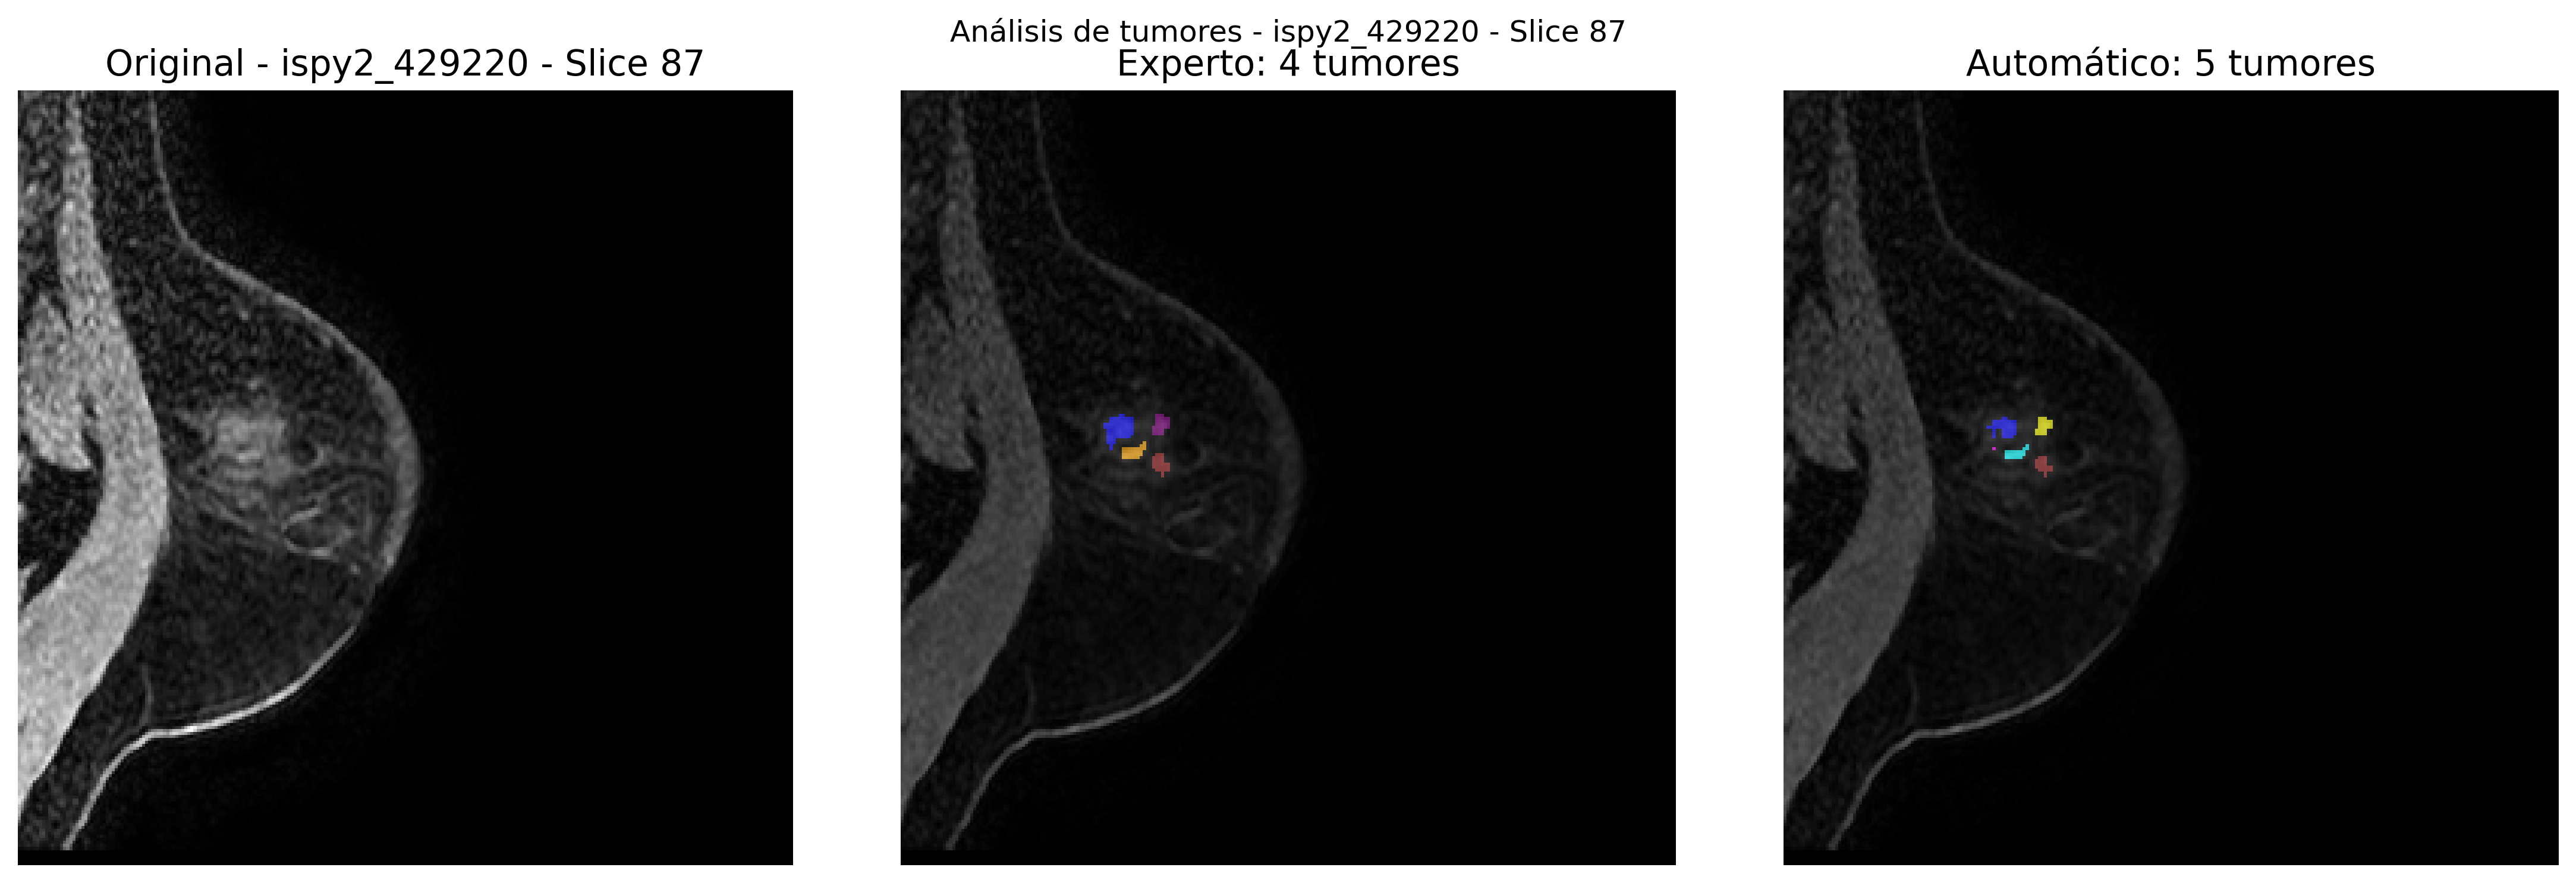 Análisis de tumores - ispy2_429220 - Slice 87
Original - ispy2_429220 - Slice 87
Experto: 4 tumores
Automático: 5 tumores